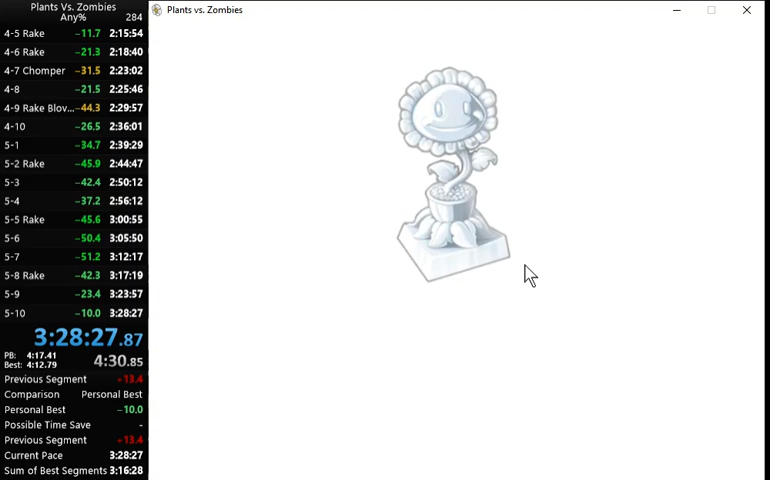 Plants Vs. Zombies
Any% 284
4-5 Rake -11.7 2:15:54
4-6 Rake -21.3 2:18:40
4-7 Chomper -31.5 2:23:02
4-8 -21.5 2:25:46
4-9 Rake Blov... -44.3 2:29:57
4-10 -26.5 2:36:01
5-1 -34.7 2:39:29
5-2 Rake -45.9 2:44:47
5-3 -42.4 2:50:12
5-4 -37.2 2:56:12
5-5 Rake -45.6 3:00:55
5-6 -50.4 3:05:50
5-7 -51.2 3:12:17
5-8 Rake -42.3 3:17:19
5-9 -23.4 3:23:57
5-10 -10.0 3:28:27
3:28:27.87
PB: 4:17.41
Best: 4:12.79
4:30.85
Previous Segment +13.4
Comparison Personal Best
Personal Best -10.0
Possible Time Save -
Previous Segment +13.4
Current Pace 3:28:27
Sum of Best Segments 3:16:28
Plants vs. Zombies